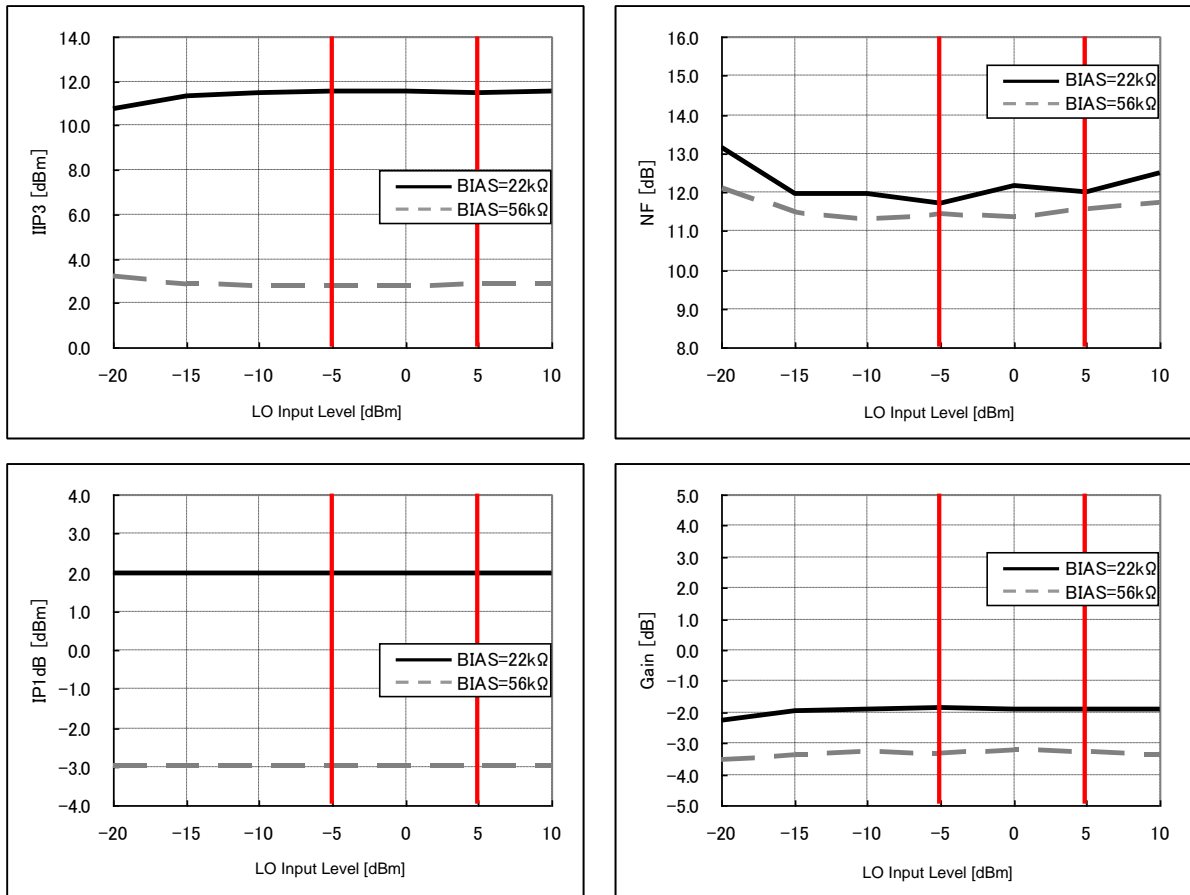 14.0
12.0
10.0
8.0
6.0
4.0
2.0
0.0
IIP3 [dBm]
BIAS=22kΩ
BIAS=56kΩ
−20 −15 −10 −5 0 5 10
LO Input Level [dBm]
16.0
15.0
14.0
13.0
12.0
11.0
10.0
9.0
8.0
NF [dB]
BIAS=22kΩ
BIAS=56kΩ
−20 −15 −10 −5 0 5 10
LO Input Level [dBm]
4.0
3.0
2.0
1.0
0.0
−1.0
−2.0
−3.0
−4.0
IP1dB [dBm]
BIAS=22kΩ
BIAS=56kΩ
−20 −15 −10 −5 0 5 10
LO Input Level [dBm]
5.0
4.0
3.0
2.0
1.0
0.0
−1.0
−2.0
−3.0
−4.0
−5.0
Gain [dB]
BIAS=22kΩ
BIAS=56kΩ
−20 −15 −10 −5 0 5 10
LO Input Level [dBm]